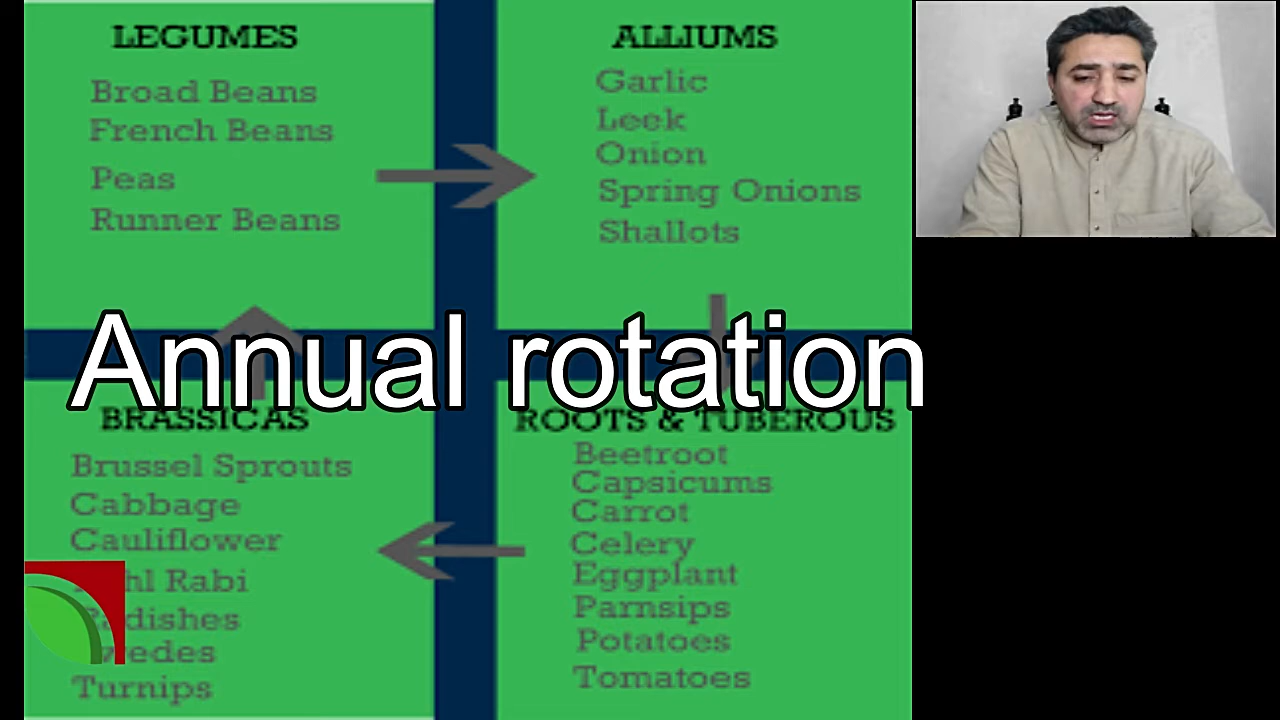 LEGUMES
Broad Beans
French Beans
Peas
Runner Beans
ALLIUMS
Garlic
Leek
Onion
Spring Onions
Shallots
Annual rotation
BRASSICAS
Brussel Sprouts
Cabbage
Cauliflower
Rabi
Turnips
ROOTS & TUBEROUS
Beetroot
Capsicums
Carrot
Celery
Eggplant
Parnsips
Potatoes
Tomatoes